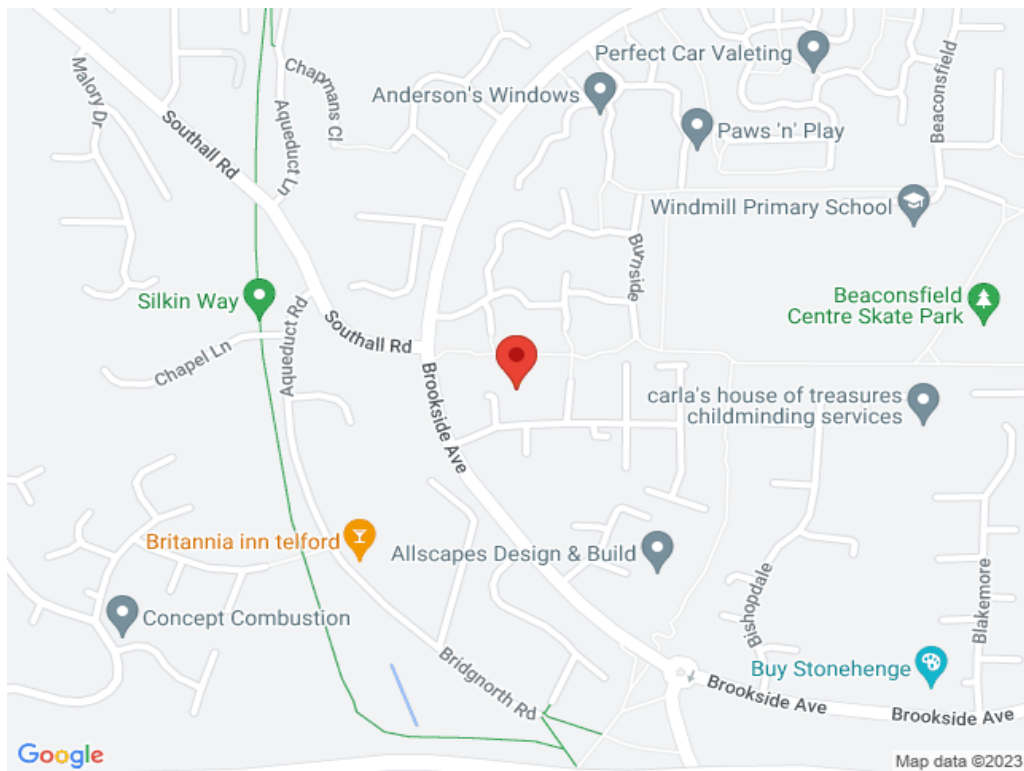 Perfect Car Valeting
Beaconsfield
Malory Dr
Chapmans Cl
Anderson's Windows
Aqueduct Ln
Southall Rd
Paws 'n' Play
Windmill Primary School
Burnside
Silkin Way
Aqueduct Rd
Southall Rd
Beaconsfield
Centre Skate Park
Chapel Ln
Brookside Ave
carla's house of treasures
childminding services
Britannia inn telford
Allscapes Design & Build
Bishopdale
Blakemore
Concept Combustion
Bridgnorth Rd
Buy Stonehenge
Brookside Ave
Brookside Ave
Google
Map data ©2023